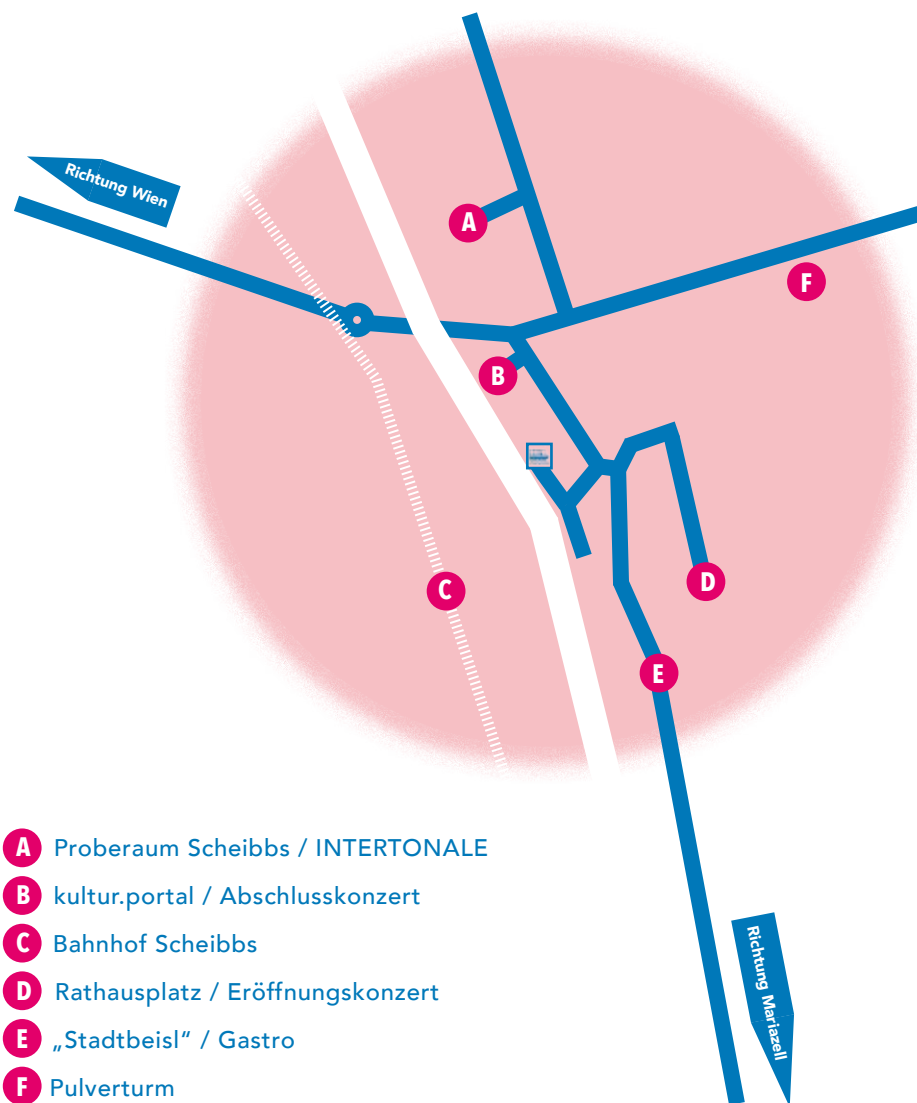 Richtung Wien
A
F
B
C
D
E
Richtung Mariazell
A Proberaum Scheibbs / INTERTONALE
B kultur.portal / Abschlusskonzert
C Bahnhof Scheibbs
D Rathausplatz / Eröffnungskonzert
E „Stadtbeisl“ / Gastro
F Pulverturm